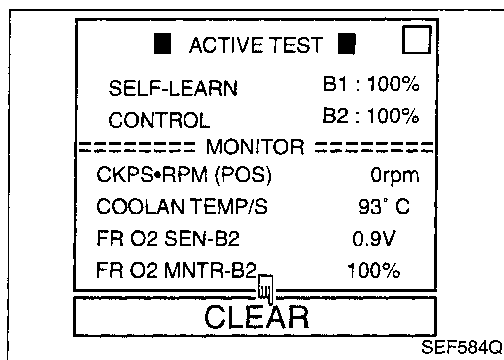 ■ ACTIVE TEST ■
SELF-LEARN B1 : 100%
CONTROL B2 : 100%
======== MONITOR ========
CKPS•RPM (POS) 0rpm
COOLAN TEMP/S 93° C
FR O2 SEN-B2 0.9V
FR O2 MNTR-B2 100%
CLEAR
SEF584Q